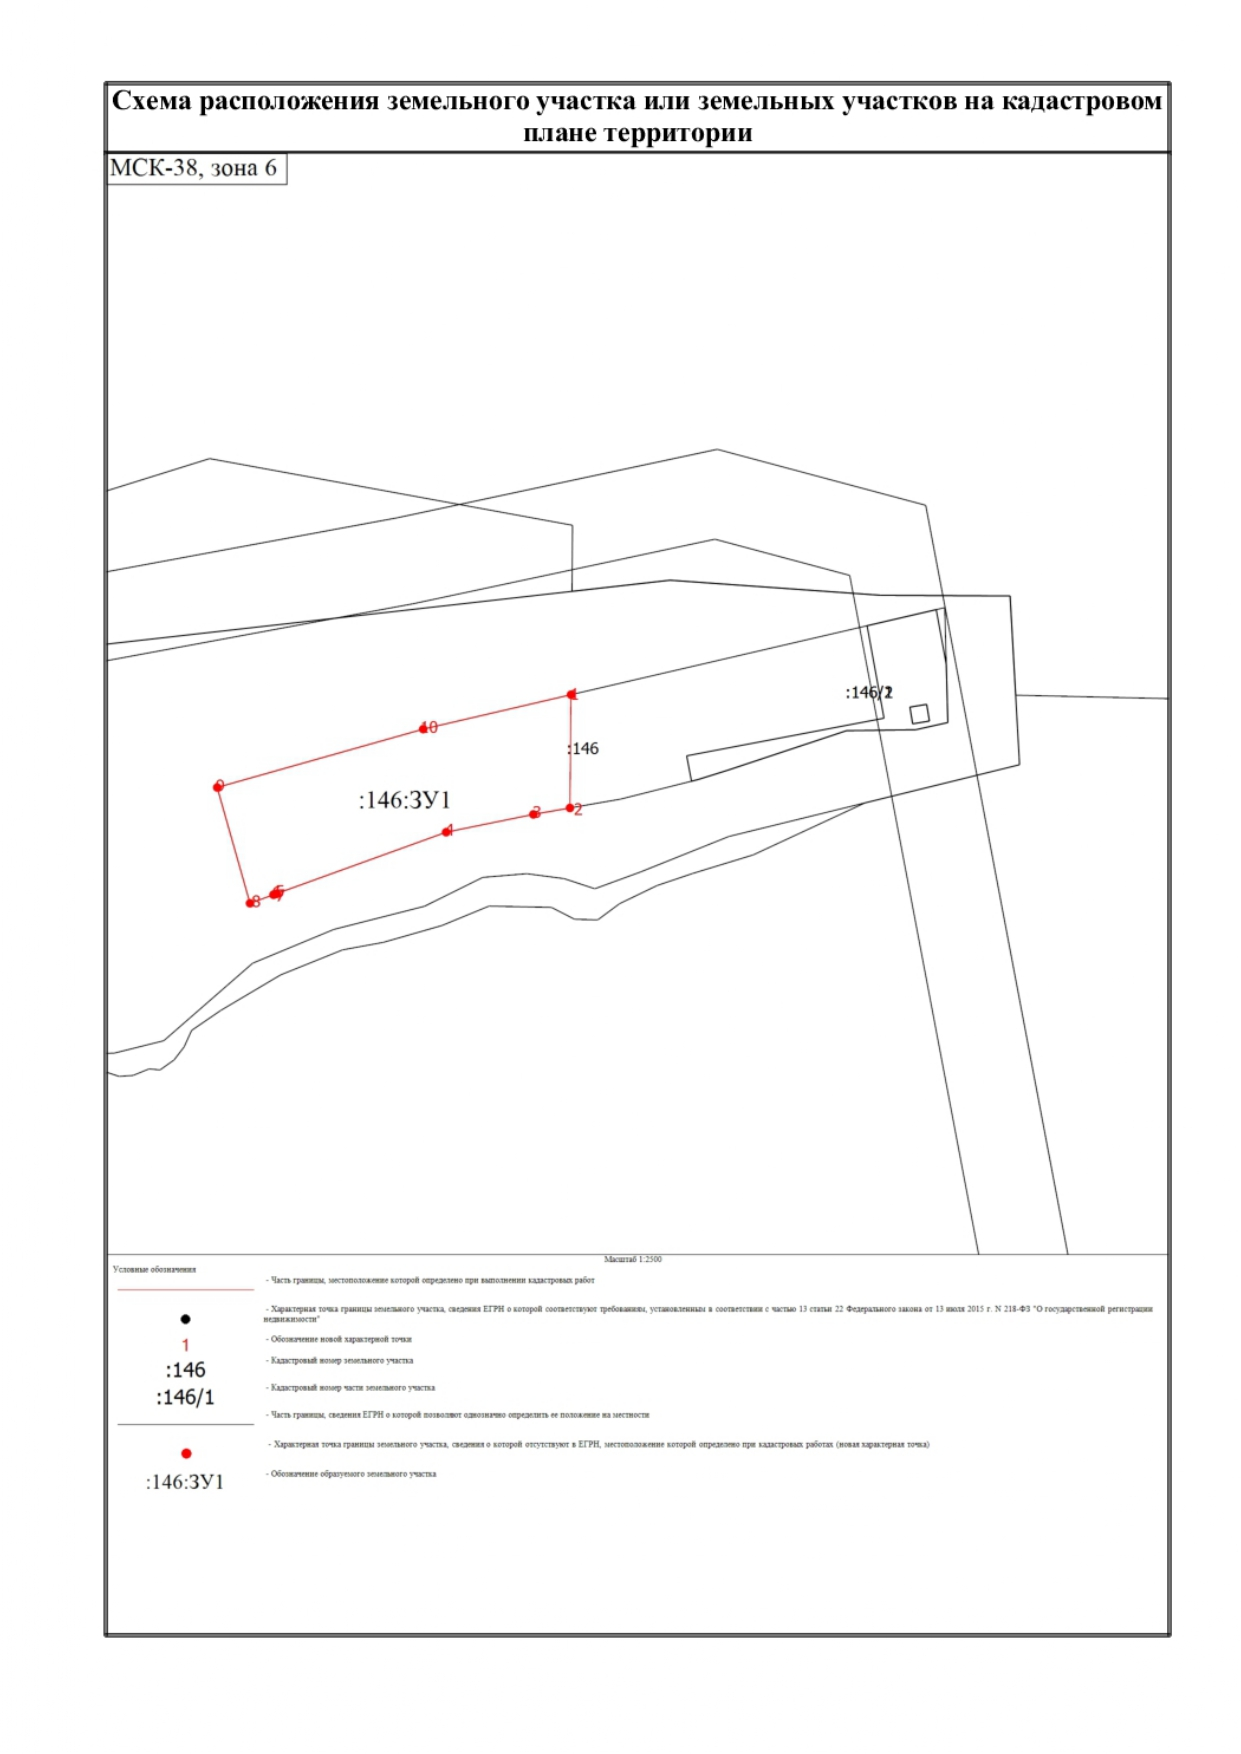 Схема расположения земельного участка или земельных участков на кадастровом
плане территории
МСК-38, зона 6
1
:146/2
10
:146
9
:146:ЗУ1
3
2
4
5
8
Масштаб 1:2500
Условные обозначения
- Часть границы, местоположение которой определено при выполнении кадастровых работ
- Характерная точка границы земельного участка, сведения ЕГРН о которой соответствуют требованиям, установленным в соответствии с частью 13 статьи 22 Федерального закона от 13 июля 2015 г. N 218-ФЗ "О государственной регистрации
недвижимости"
1
- Обозначение новой характерной точки
:146
- Кадастровый номер земельного участка
:146/1
- Кадастровый номер части земельного участка
- Часть границы, сведения ЕГРН о которой позволяют однозначно определить ее положение на местности
- Характерная точка границы земельного участка, сведения о которой отсутствуют в ЕГРН, местоположение которой определено при кадастровых работах (новая характерная точка)
:146:ЗУ1
- Обозначение образуемого земельного участка